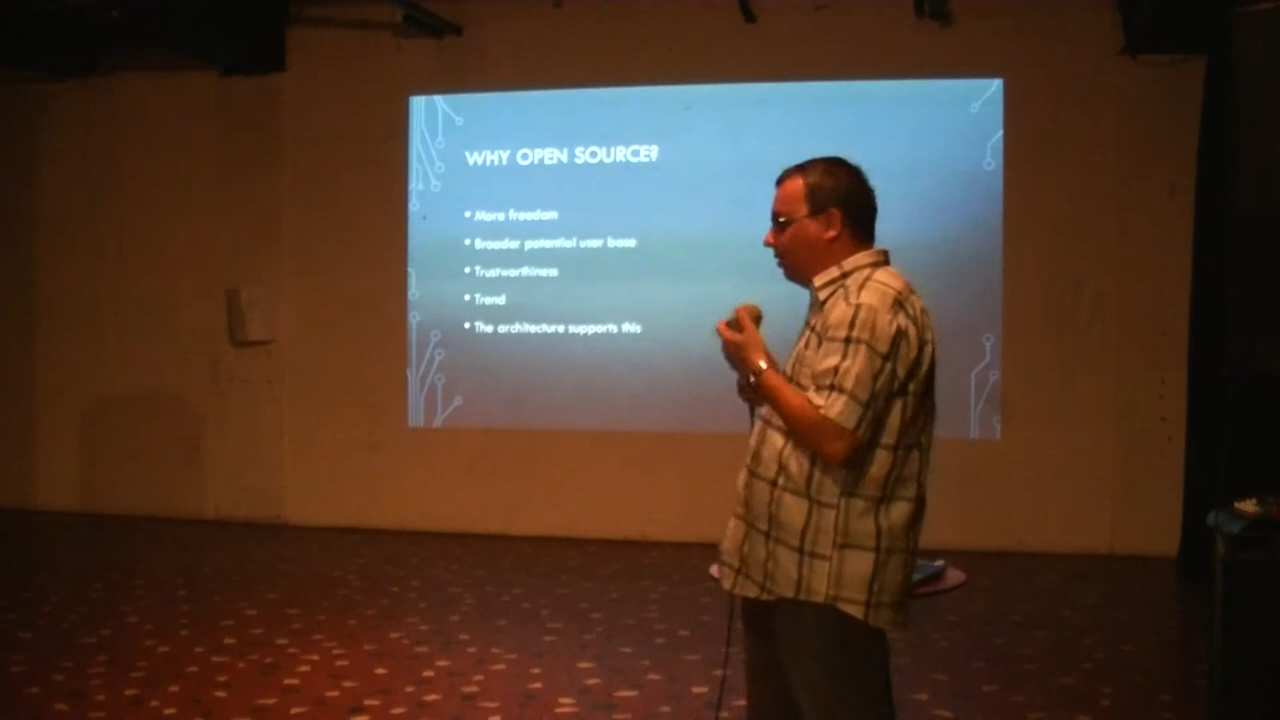 WHY OPEN SOURCE?
• More freedom
• Broader potential user base
• Trustworthiness
• Trend
• The architecture supports this